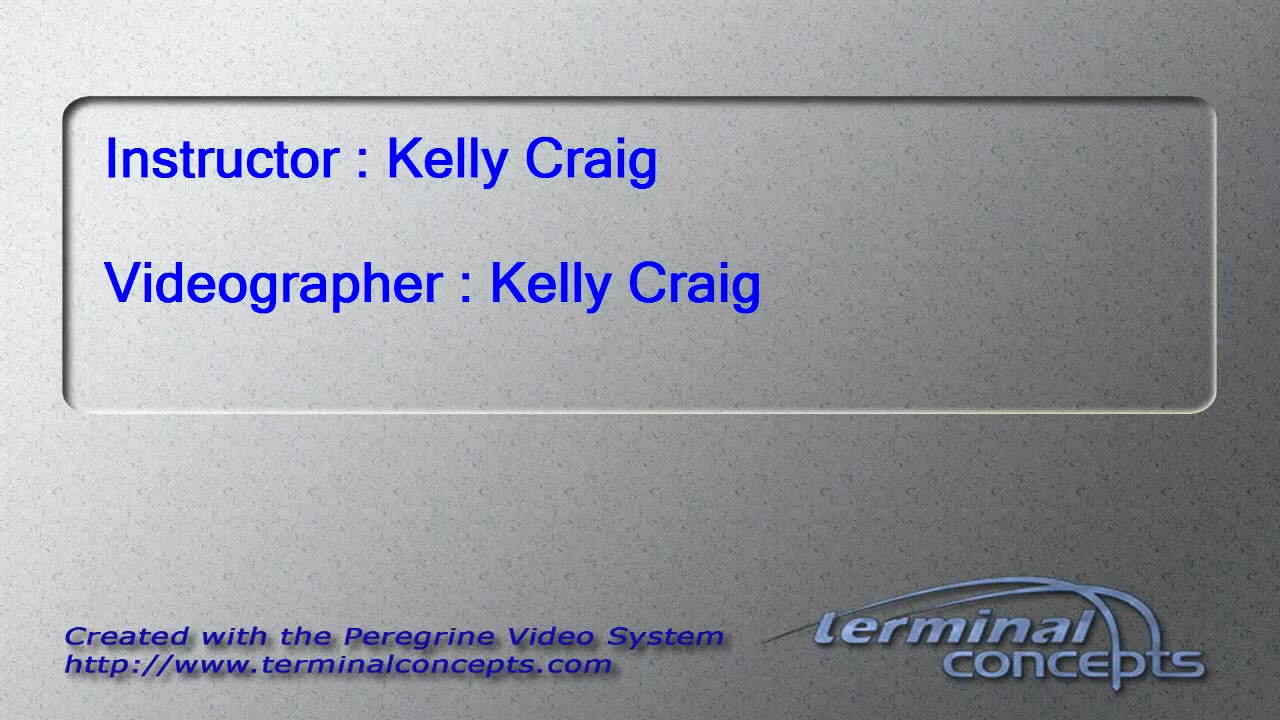 Instructor : Kelly Craig
Videographer : Kelly Craig
Created with the Peregrine Video System
http://www.terminalconcepts.com
terminal
concepts